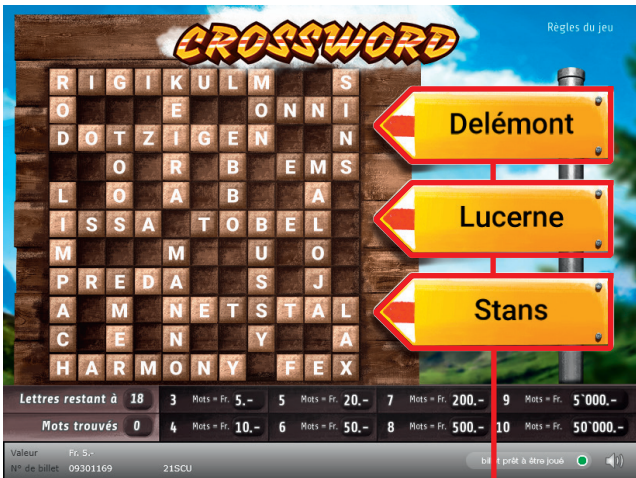 CROSSWORD
Règles du jeu
R I G I K U L M S
O E O N N I
D O T Z I G E N N
O R B E M S
L O A B A
I S S A T O B E L
M M U O
P R E D A S J
A M N E T S T A L
C E N Y A
H A R M O N Y F E X
Delémont
Lucerne
Stans
Lettres restant à 18 3 Mots = Fr. 5.- 5 Mots = Fr. 20.- 7 Mots = Fr. 200.- 9 Mots = Fr. 5`000.-
Mots trouvés 0 4 Mots = Fr. 10.- 6 Mots = Fr. 50.- 8 Mots = Fr. 500.- 10 Mots = Fr. 50`000.-
Valeur Fr. 5.-
N° de billet 09301169 21SCU
billet prêt à être joué